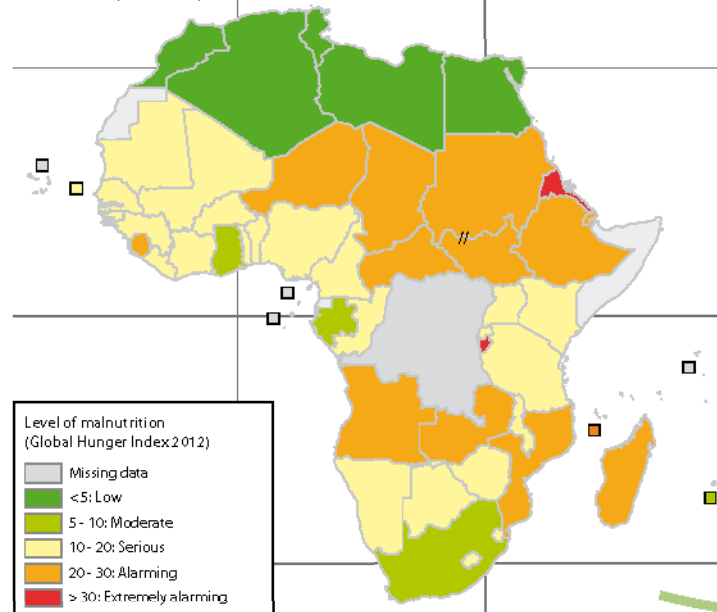 //
Level of malnutrition
(Global Hunger Index 2012)
Missing data
<5: Low
5 - 10: Moderate
10 - 20: Serious
20 - 30: Alarming
> 30: Extremely alarming